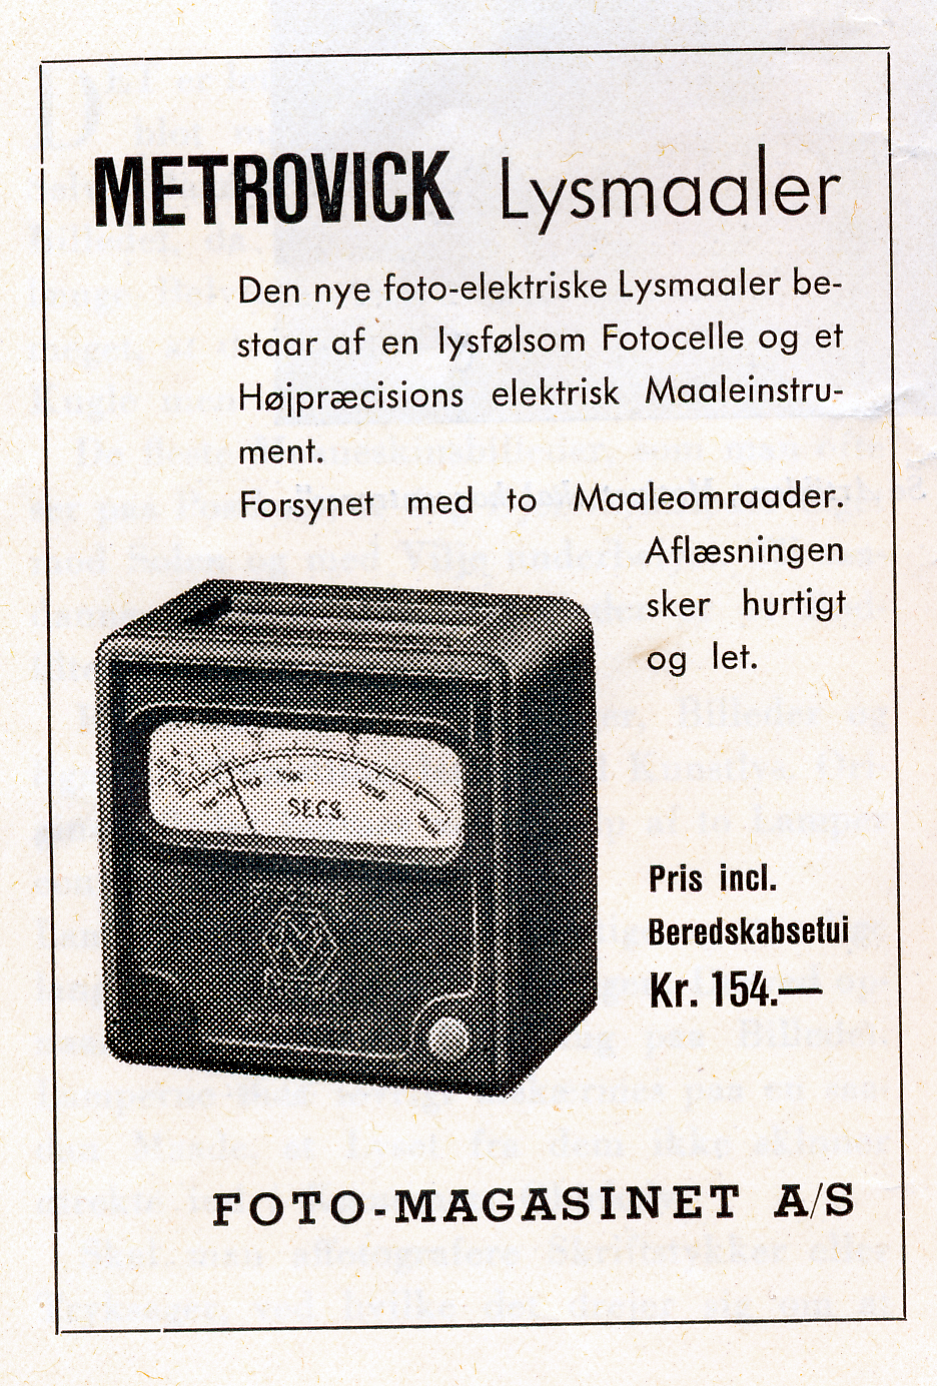 METROVICK Lysmaaler
Den nye foto-elektriske Lysmaaler be-
staar af en lysfølsom Fotocelle og et
Højpræcisions elektrisk Maaleinstru-
ment.
Forsynet med to Maaleomraader.
Aflæsningen
sker hurtigt
og let.
SECS
Pris incl.
Beredskabsetui
Kr. 154.—
FOTO-MAGASINET A/S